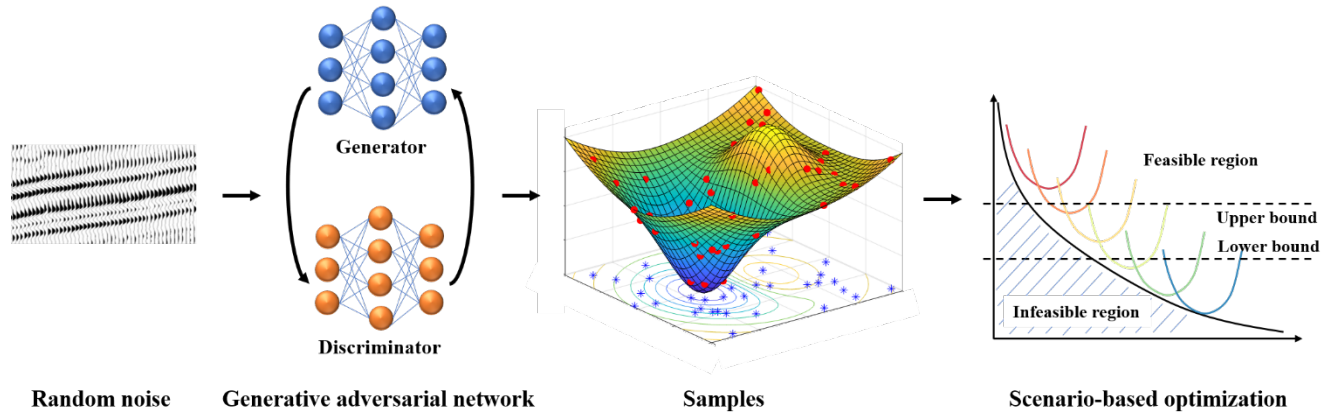 Generator
Discriminator
Feasible region
Upper bound
Lower bound
Infeasible region
Random noise
Generative adversarial network
Samples
Scenario-based optimization